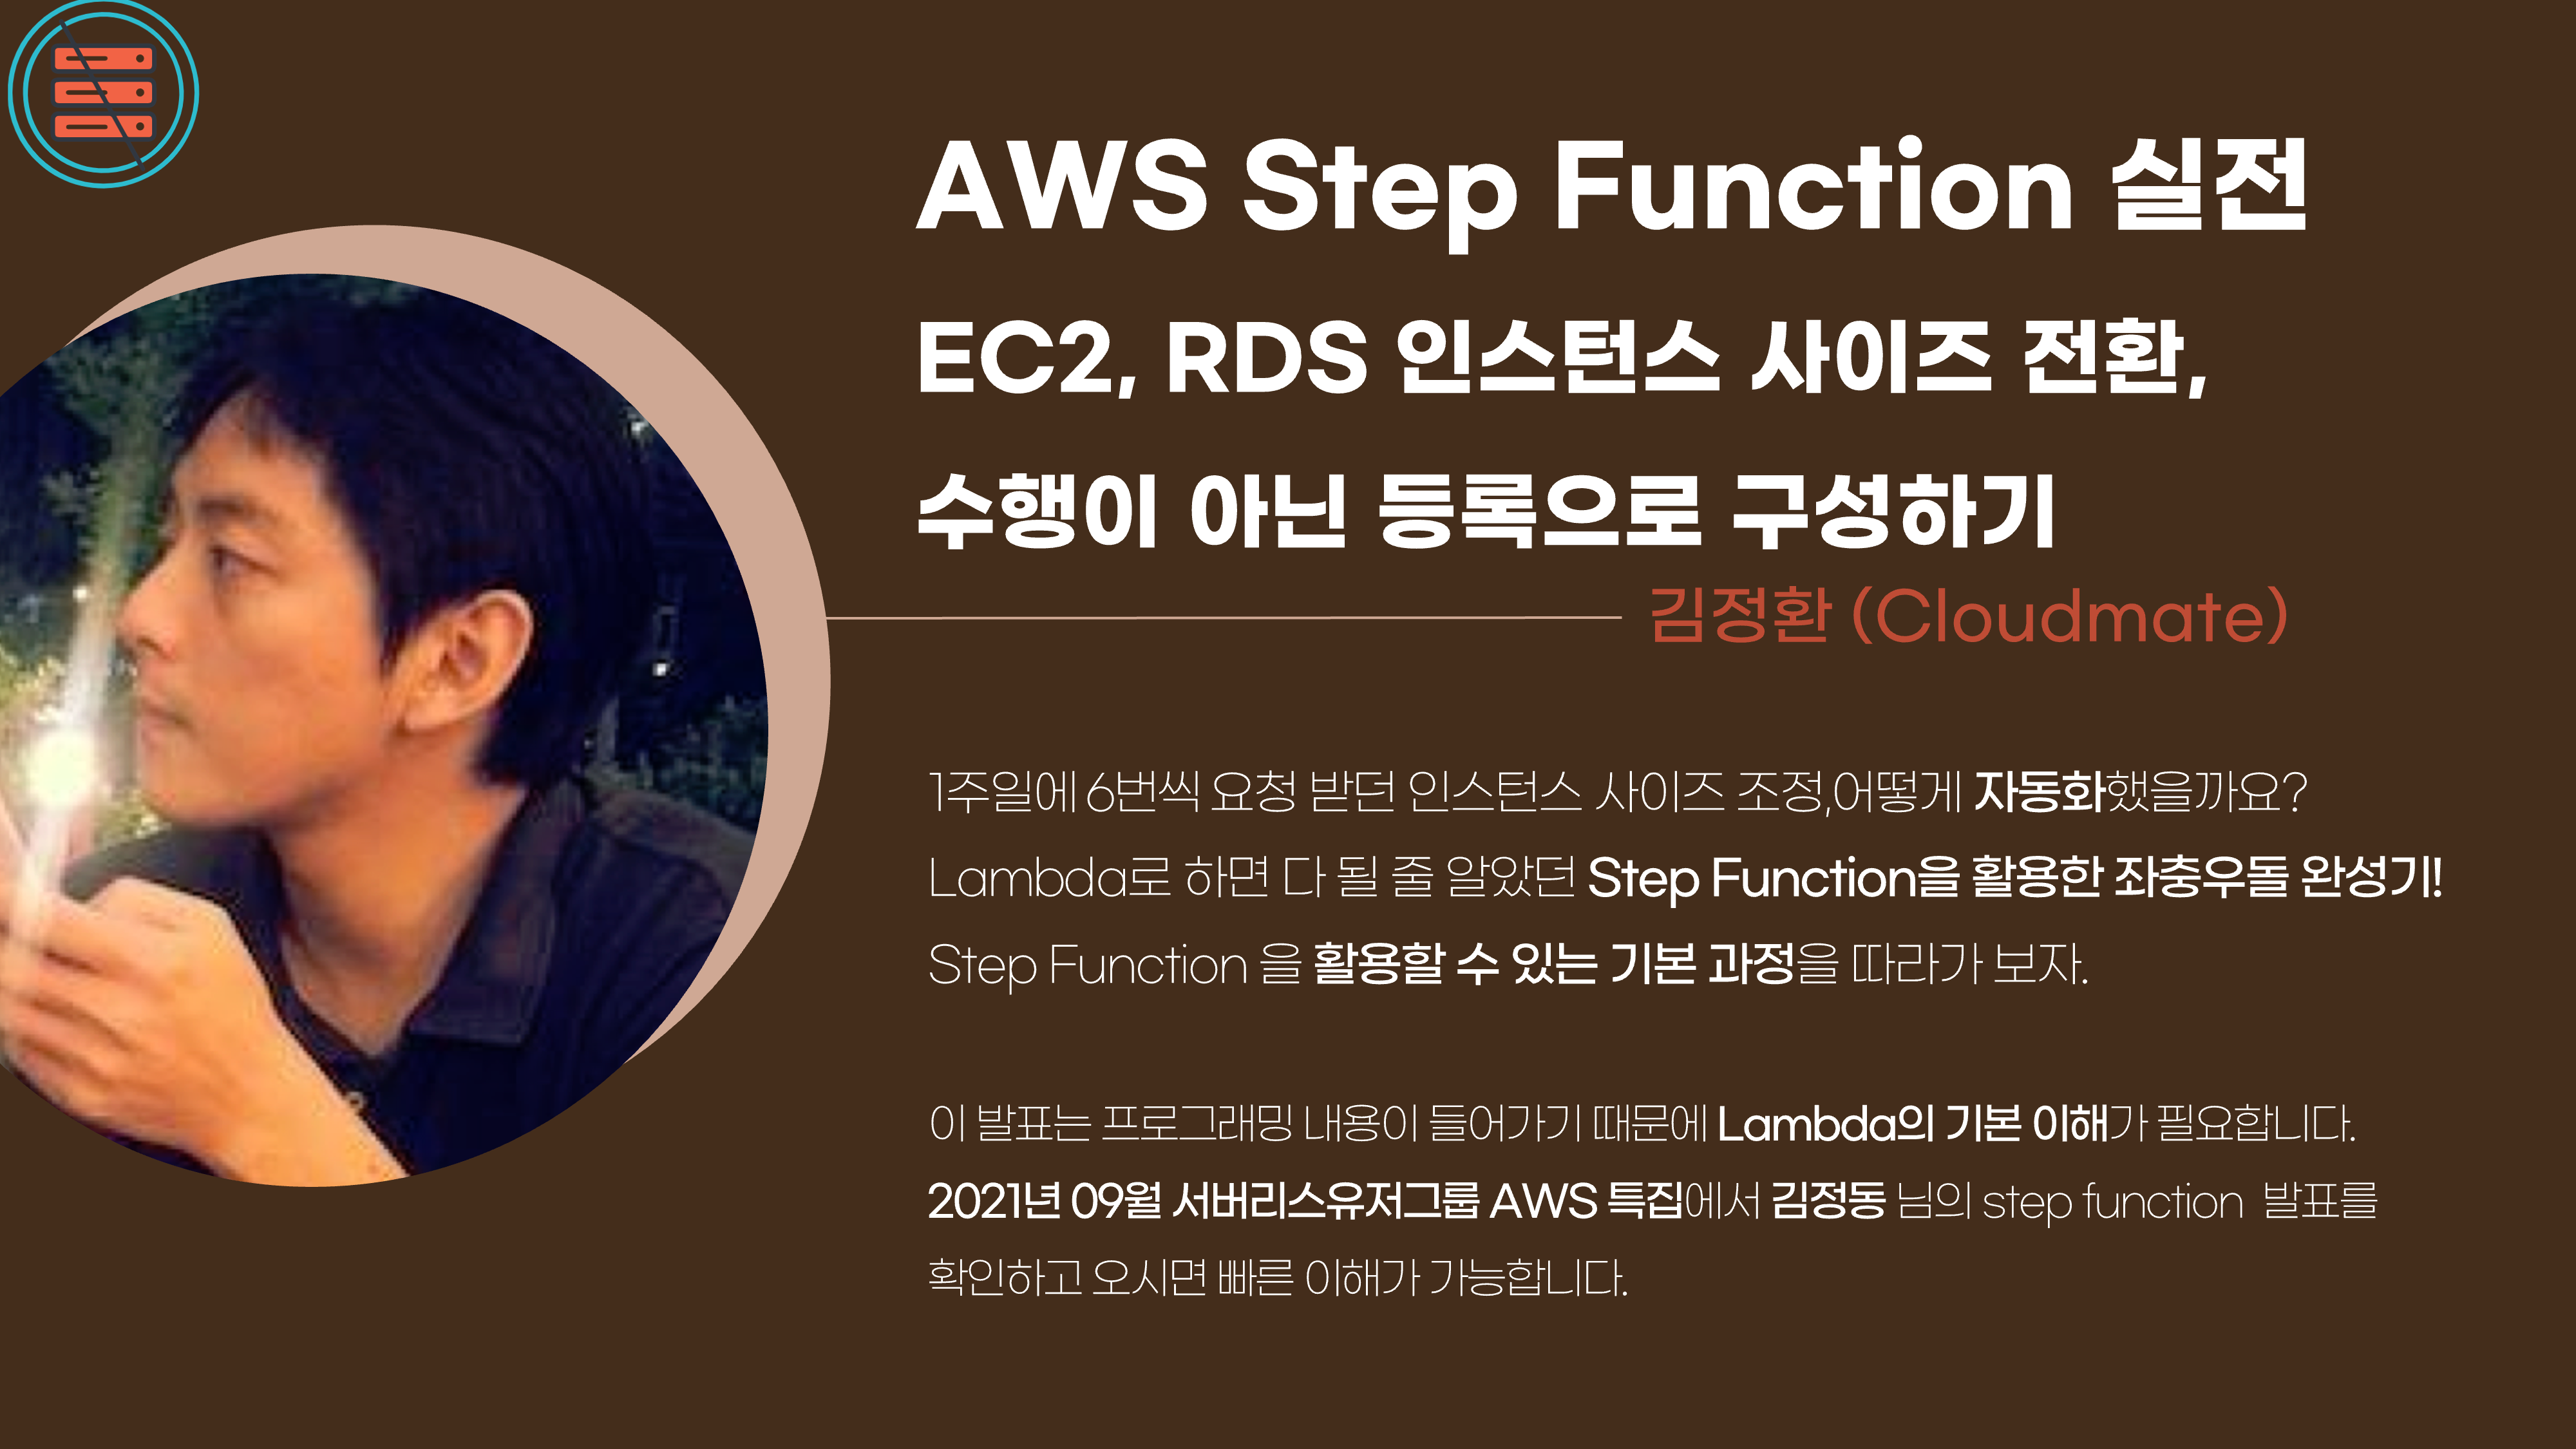 AWS Step Function 실전
EC2, RDS 인스턴스 사이즈 전환,
수행이 아닌 등록으로 구성하기
김정환 (Cloudmate)
1주일에 6번씩 요청 받던 인스턴스 사이즈 조정,어떻게 자동화했을까요?
Lambda로 하면 다 될 줄 알았던 Step Function을 활용한 좌충우돌 완성기!
Step Function 을 활용할 수 있는 기본 과정을 따라가 보자.
이 발표는 프로그래밍 내용이 들어가기 때문에 Lambda의 기본 이해가 필요합니다.
2021년 09월 서버리스유저그룹 AWS 특집에서 김정동 님의 step function 발표를
확인하고 오시면 빠른 이해가 가능합니다.